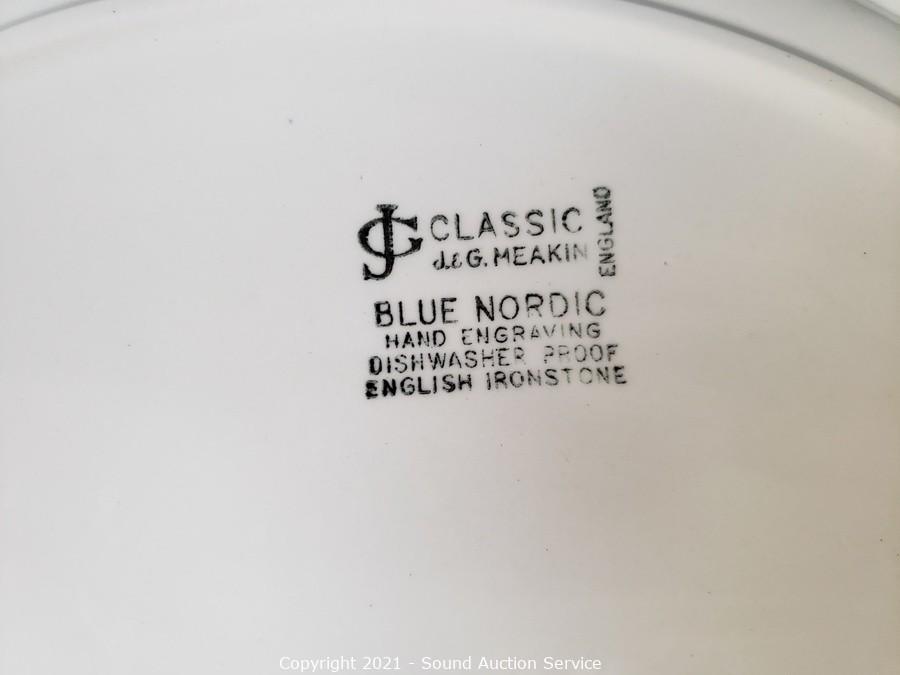 JG CLASSIC
J.&G. MEAKIN
ENGLAND
BLUE NORDIC
HAND ENGRAVING
DISHWASHER PROOF
ENGLISH IRONSTONE
Copyright 2021 - Sound Auction Service